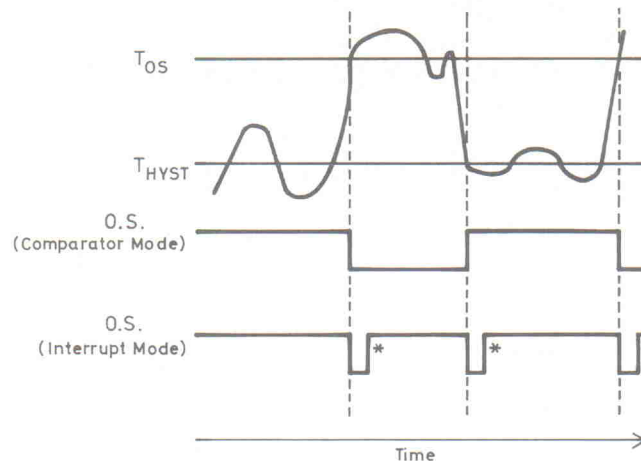 TOS
THYST
O.S.
(Comparator Mode)
O.S.
(Interrupt Mode)
*
*
Time